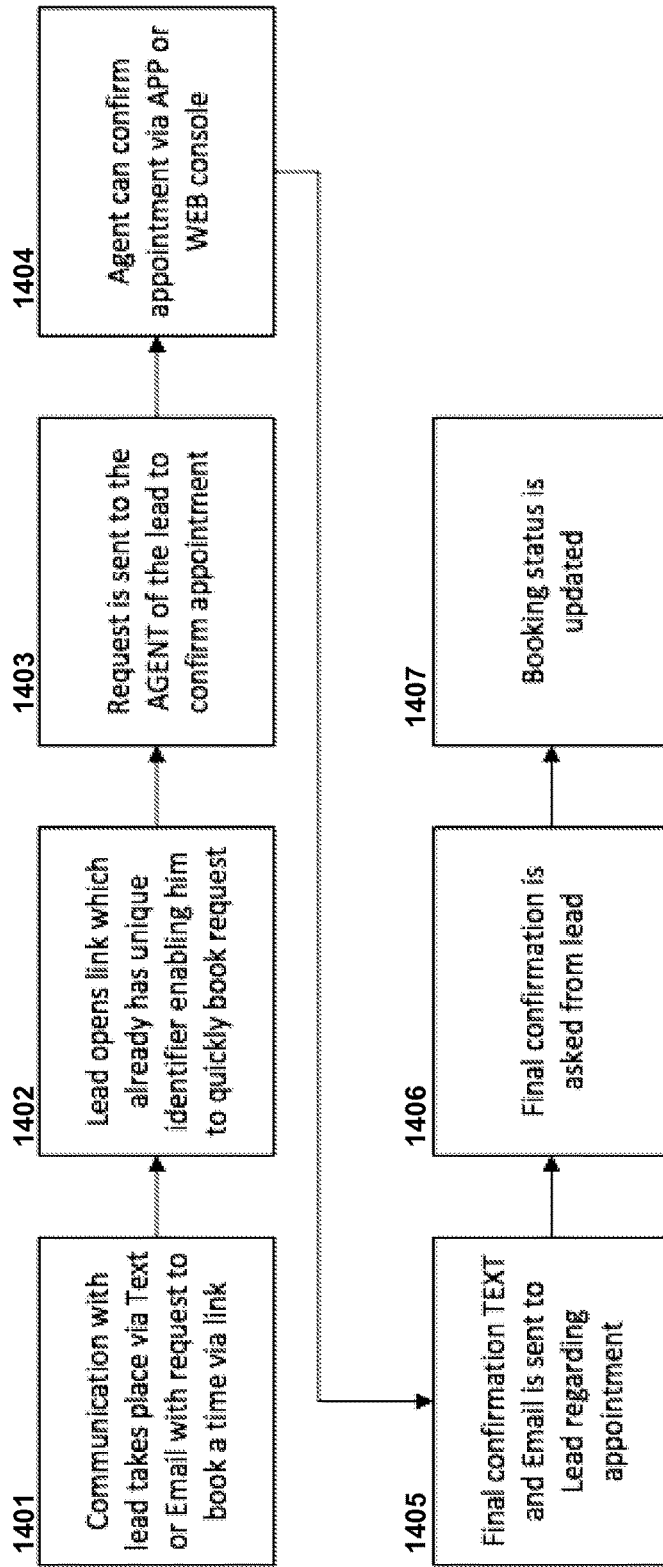 1401
Communication with
lead takes place via Text
or Email with request to
book a time via link
1402
Lead opens link which
already has unique
identifier enabling him
to quickly book request
1403
Request is sent to the
AGENT of the lead to
confirm appointment
1404
Agent can confirm
appointment via APP or
WEB console
1405
Final confirmation TEXT
and Email is sent to
Lead regarding
appointment
1406
Final confirmation is
asked from lead
1407
Booking status is
updated